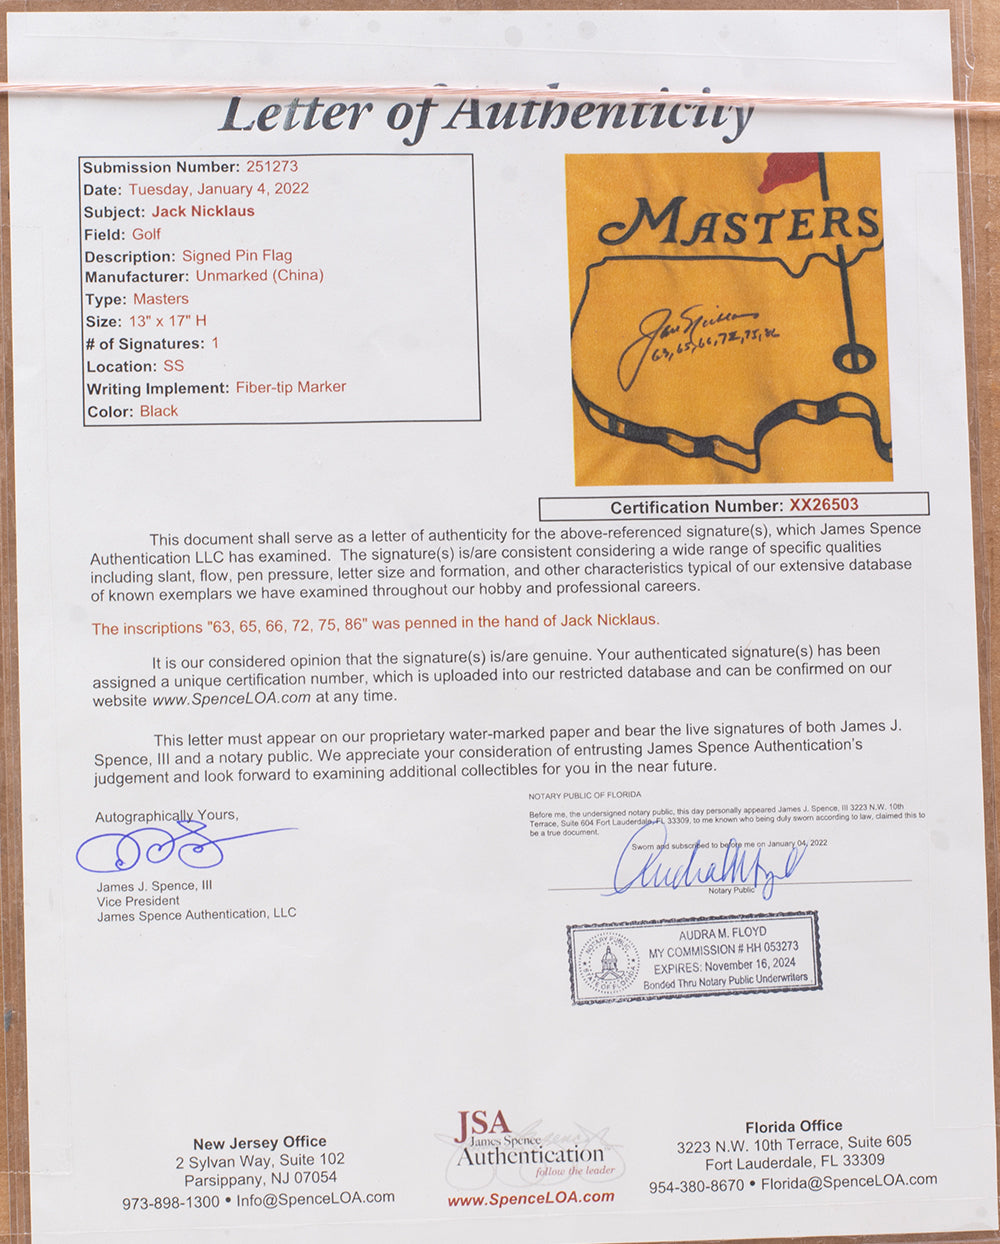 Letter of Authenticity
Submission Number: 251273
Date: Tuesday, January 4, 2022
Subject: Jack Nicklaus
Field: Golf
Description: Signed Pin Flag
Manufacturer: Unmarked (China)
Type: Masters
Size: 13" x 17" H
# of Signatures: 1
Location: SS
Writing Implement: Fiber-tip Marker
Color: Black
MASTERS
Jack Nicklaus
63, 65, 66, 72, 75, 86
Certification Number: XX26503
This document shall serve as a letter of authenticity for the above-referenced signature(s), which James Spence
Authentication LLC has examined. The signature(s) is/are consistent considering a wide range of specific qualities
including slant, flow, pen pressure, letter size and formation, and other characteristics typical of our extensive database
of known exemplars we have examined throughout our hobby and professional careers.
The inscriptions "63, 65, 66, 72, 75, 86" was penned in the hand of Jack Nicklaus.
It is our considered opinion that the signature(s) is/are genuine. Your authenticated signature(s) has been
assigned a unique certification number, which is uploaded into our restricted database and can be confirmed on our
website www.SpenceLOA.com at any time.
This letter must appear on our proprietary water-marked paper and bear the live signatures of both James J.
Spence, III and a notary public. We appreciate your consideration of entrusting James Spence Authentication's
judgement and look forward to examining additional collectibles for you in the near future.
Autographically Yours,
James J. Spence, III
Vice President
James Spence Authentication, LLC
NOTARY PUBLIC OF FLORIDA
Before me, the undersigned notary public, this day personally appeared James J. Spence, III 3223 N.W. 10th
Terrace, Suite 604 Fort Lauderdale, FL 33309, to me known who being duly sworn according to law, claimed this to
be a true document.
Sworn and subscribed to before me on January 04, 2022
Audra M Floyd
Notary Public
NOTARY PUBLIC
STATE OF FLORIDA
AUDRA M. FLOYD
MY COMMISSION # HH 053273
EXPIRES: November 16, 2024
Bonded Thru Notary Public Underwriters
New Jersey Office
2 Sylvan Way, Suite 102
Parsippany, NJ 07054
973-898-1300 • Info@SpenceLOA.com
JSA
James Spence
Authentication
follow the leader
www.SpenceLOA.com
Florida Office
3223 N.W. 10th Terrace, Suite 605
Fort Lauderdale, FL 33309
954-380-8670 • Florida@SpenceLOA.com